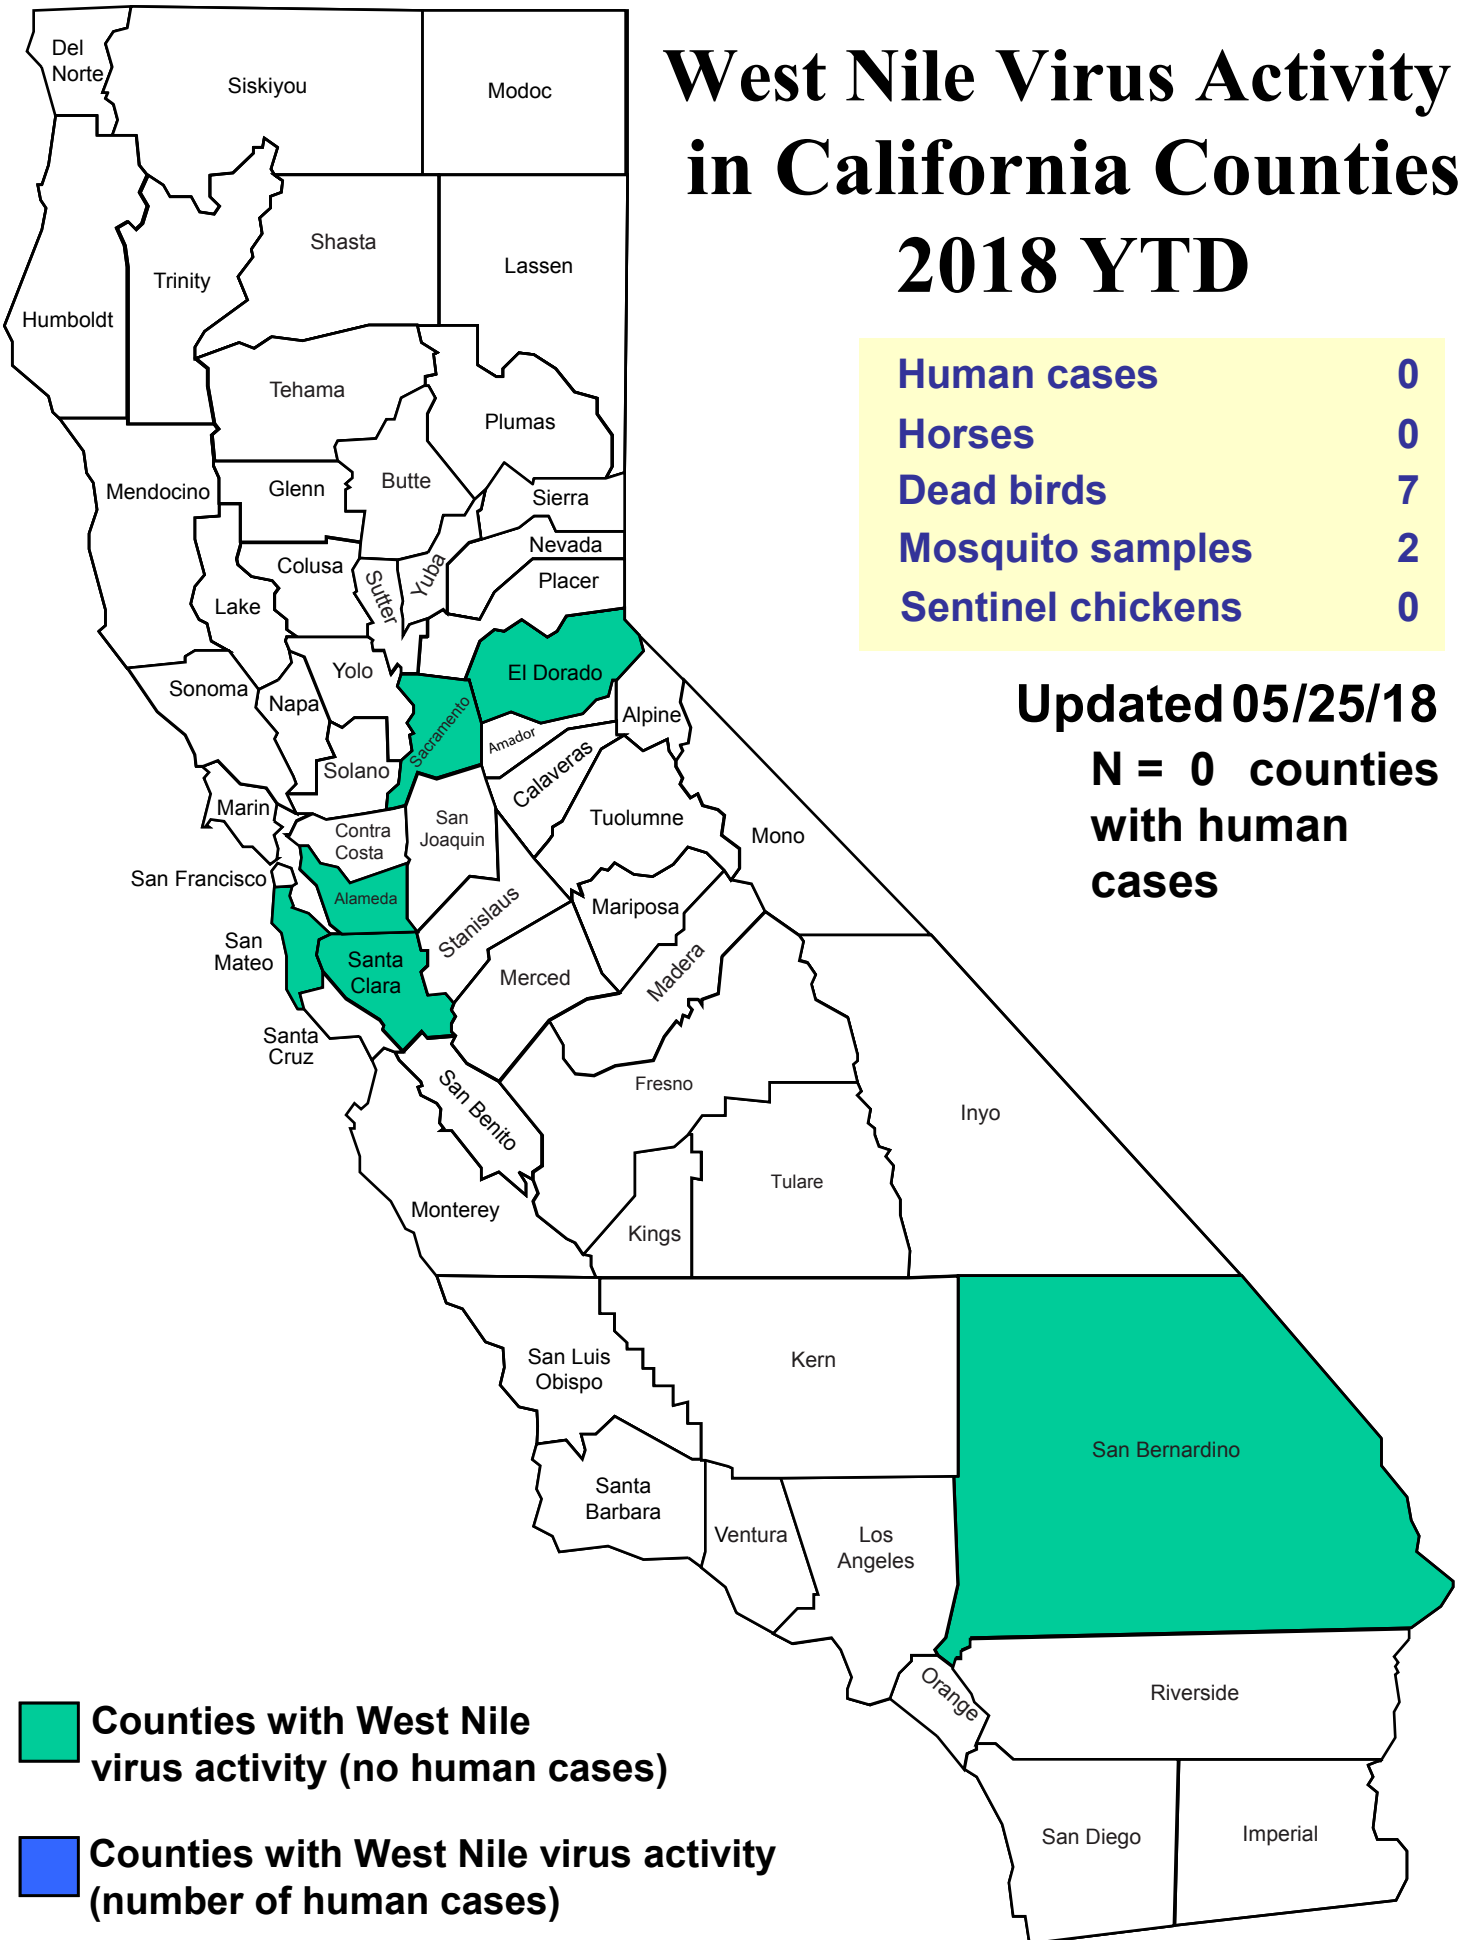 West Nile Virus Activity
in California Counties
2018 YTD
Human cases 0
Horses 0
Dead birds 7
Mosquito samples 2
Sentinel chickens 0
Updated 05/25/18
N = 0 counties
with human
cases
Del
Norte
Siskiyou
Modoc
Shasta
Lassen
Trinity
Humboldt
Tehama
Plumas
Mendocino
Glenn
Butte
Sierra
Nevada
Colusa
Placer
Sutter
Yuba
Lake
El Dorado
Yolo
Sonoma
Napa
Sacramento
Alpine
Amador
Solano
Calaveras
Marin
Contra
Costa
San
Joaquin
Tuolumne
Mono
San Francisco
Alameda
Stanislaus
Mariposa
San
Mateo
Santa
Clara
Merced
Madera
Santa
Cruz
Fresno
San Benito
Inyo
Tulare
Monterey
Kings
San Luis
Obispo
Kern
San Bernardino
Santa
Barbara
Ventura
Los
Angeles
Orange
Riverside
San Diego
Imperial
Counties with West Nile
virus activity (no human cases)
Counties with West Nile virus activity
(number of human cases)